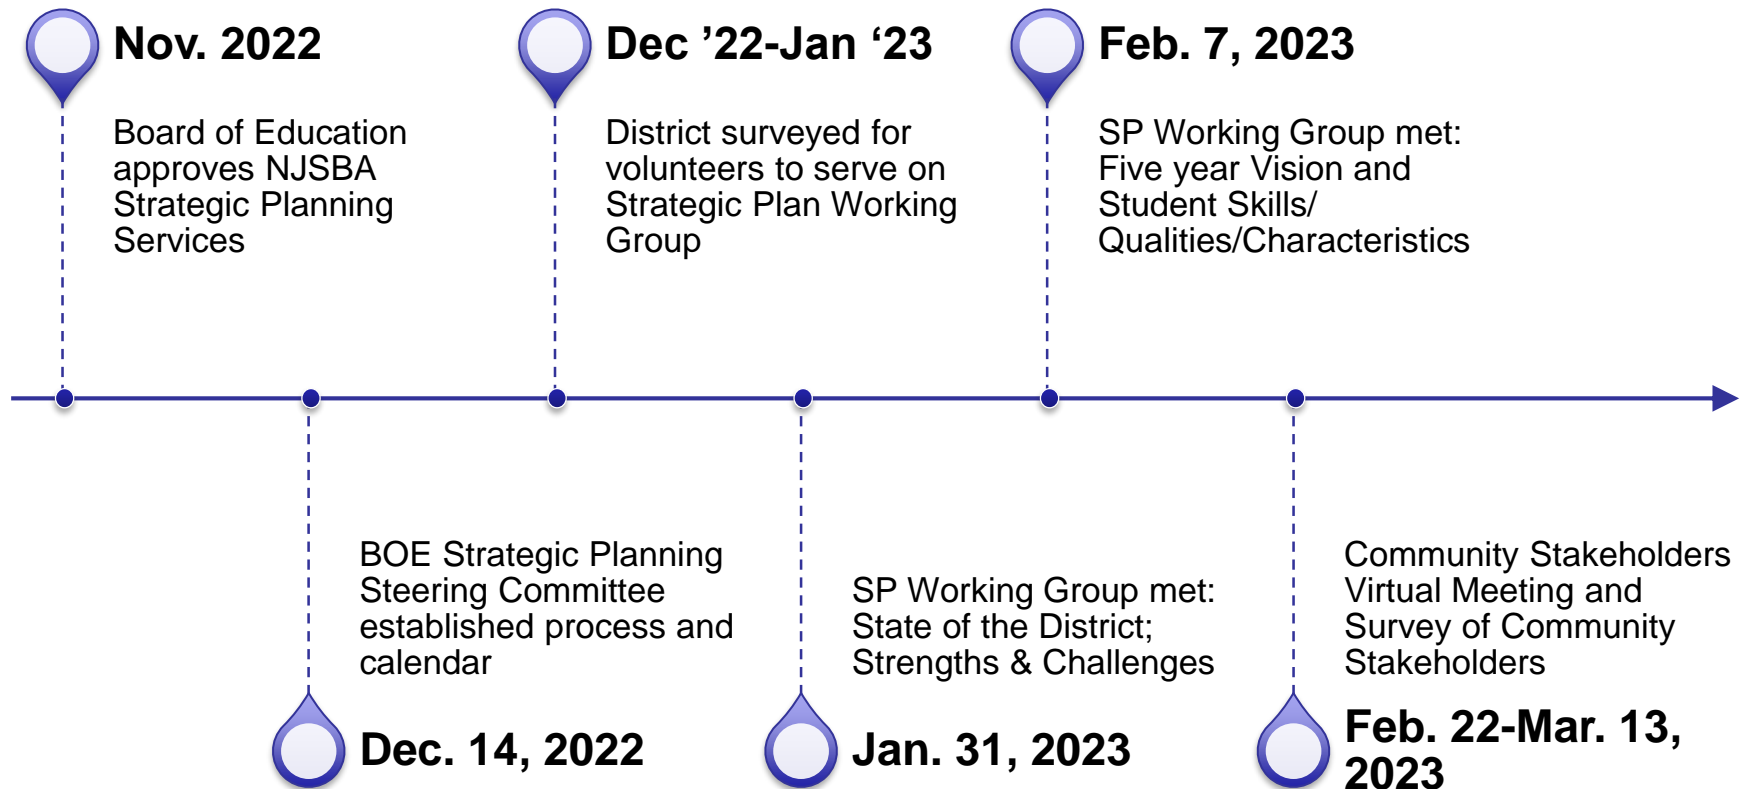 Nov. 2022
Board of Education
approves NJSBA
Strategic Planning
Services
Dec ’22-Jan ‘23
District surveyed for
volunteers to serve on
Strategic Plan Working
Group
Feb. 7, 2023
SP Working Group met:
Five year Vision and
Student Skills/
Qualities/Characteristics
BOE Strategic Planning
Steering Committee
established process and
calendar
Dec. 14, 2022
SP Working Group met:
State of the District;
Strengths & Challenges
Jan. 31, 2023
Community Stakeholders
Virtual Meeting and
Survey of Community
Stakeholders
Feb. 22-Mar. 13,
2023